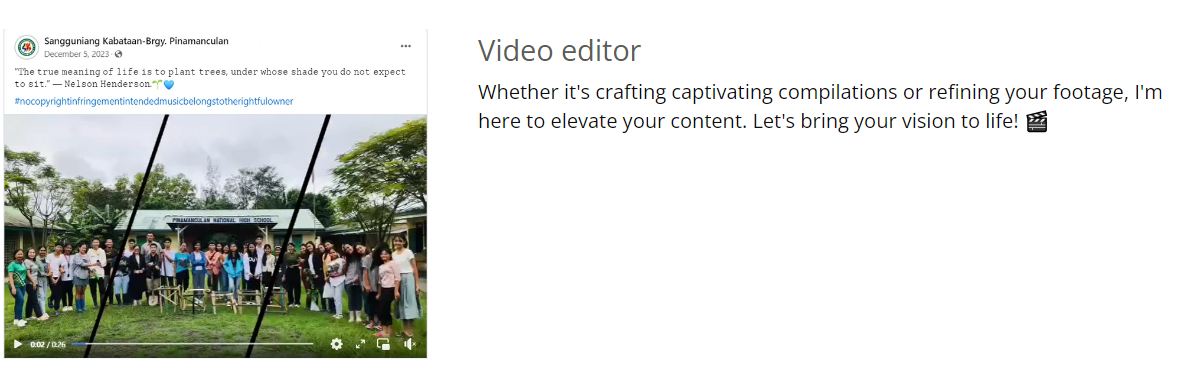 Sangguniang Kabataan-Brgy. Pinamanculan
December 5, 2023 ·
"The true meaning of life is to plant trees, under whose shade you do not expect
to sit." — Nelson Henderson.🌱💙
#nocopyrightinfringementintendedmusicbelongstotherightfulowner
PINAMANCULAN NATIONAL HIGH SCHOOL
0:02 / 0:26
Video editor
Whether it's crafting captivating compilations or refining your footage, I'm
here to elevate your content. Let's bring your vision to life! 🎬